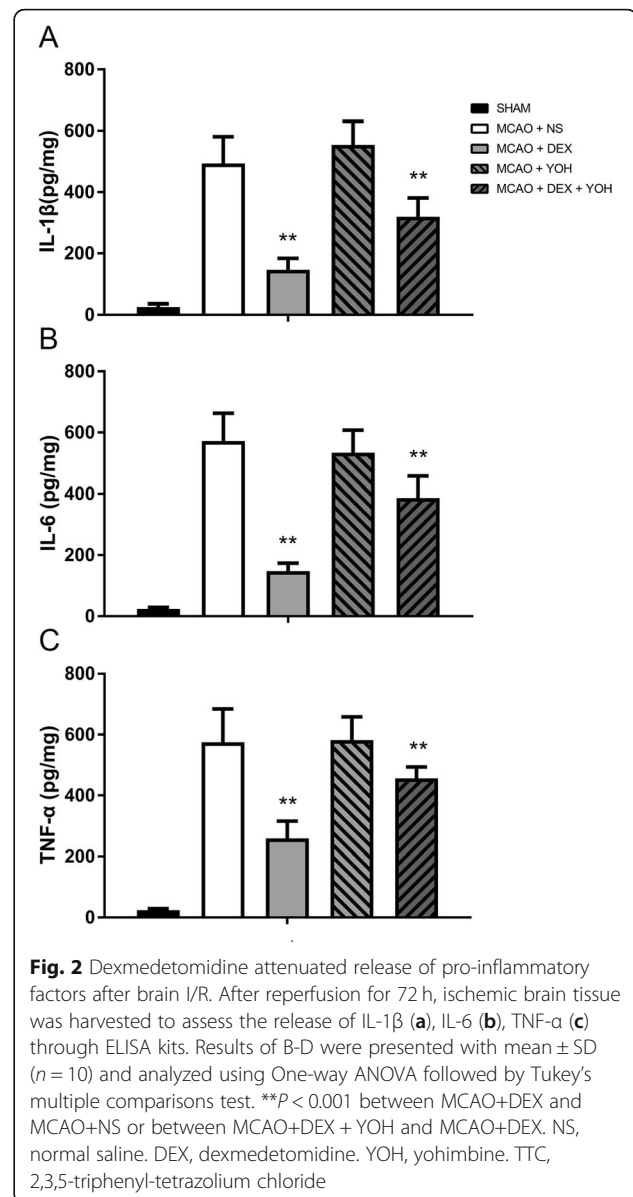 A
800
600
400
200
0
IL-1β(pg/mg)
**
**
SHAM
MCAO + NS
MCAO + DEX
MCAO + YOH
MCAO + DEX + YOH
B
800
600
400
200
0
IL-6 (pg/mg)
**
**
C
800
600
400
200
0
TNF-α (pg/mg)
**
**
Fig. 2 Dexmedetomidine attenuated release of pro-inflammatory
factors after brain I/R. After reperfusion for 72 h, ischemic brain tissue
was harvested to assess the release of IL-1β (a), IL-6 (b), TNF-α (c)
through ELISA kits. Results of B-D were presented with mean ± SD
(n = 10) and analyzed using One-way ANOVA followed by Tukey's
multiple comparisons test. **P < 0.001 between MCAO+DEX and
MCAO+NS or between MCAO+DEX + YOH and MCAO+DEX. NS,
normal saline. DEX, dexmedetomidine. YOH, yohimbine. TTC,
2,3,5-triphenyl-tetrazolium chloride